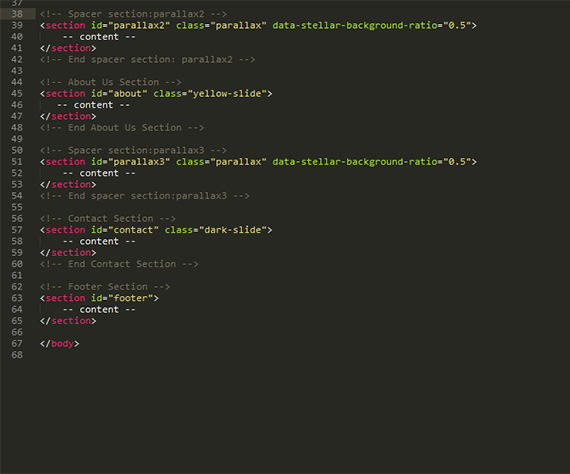 37
38 <!-- Spacer section:parallax2 -->
39 <section id="parallax2" class="parallax" data-stellar-background-ratio="0.5">
40     -- content --
41 </section>
42 <!-- End spacer section: parallax2 -->
43
44 <!-- About Us Section -->
45 <section id="about" class="yellow-slide">
46    -- content --
47 </section>
48 <!-- End About Us Section -->
49
50 <!-- Spacer section:parallax3 -->
51 <section id="parallax3" class="parallax" data-stellar-background-ratio="0.5">
52     -- content --
53 </section>
54 <!-- End spacer section:parallax3 -->
55
56 <!-- Contact Section -->
57 <section id="contact" class="dark-slide">
58     -- content --
59 </section>
60 <!-- End Contact Section -->
61
62 <!-- Footer Section -->
63 <section id="footer">
64     -- content --
65 </section>
66
67 </body>
68